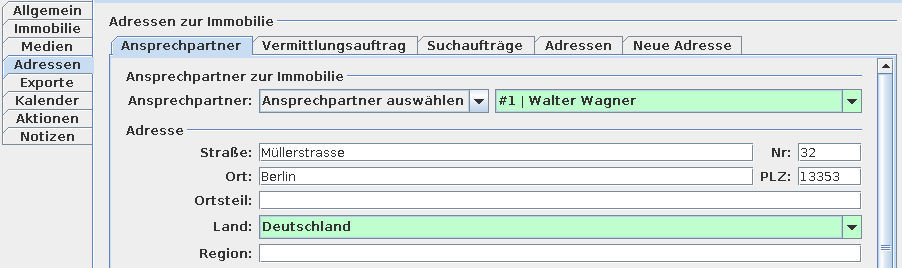 Allgemein
Immobilie
Medien
Adressen
Exporte
Kalender
Aktionen
Notizen
Adressen zur Immobilie
Ansprechpartner Vermittlungsauftrag Suchaufträge Adressen Neue Adresse
Ansprechpartner zur Immobilie
Ansprechpartner: Ansprechpartner auswählen #1 | Walter Wagner
Adresse
Straße: Müllerstrasse Nr: 32
Ort: Berlin PLZ: 13353
Ortsteil:
Land: Deutschland
Region: